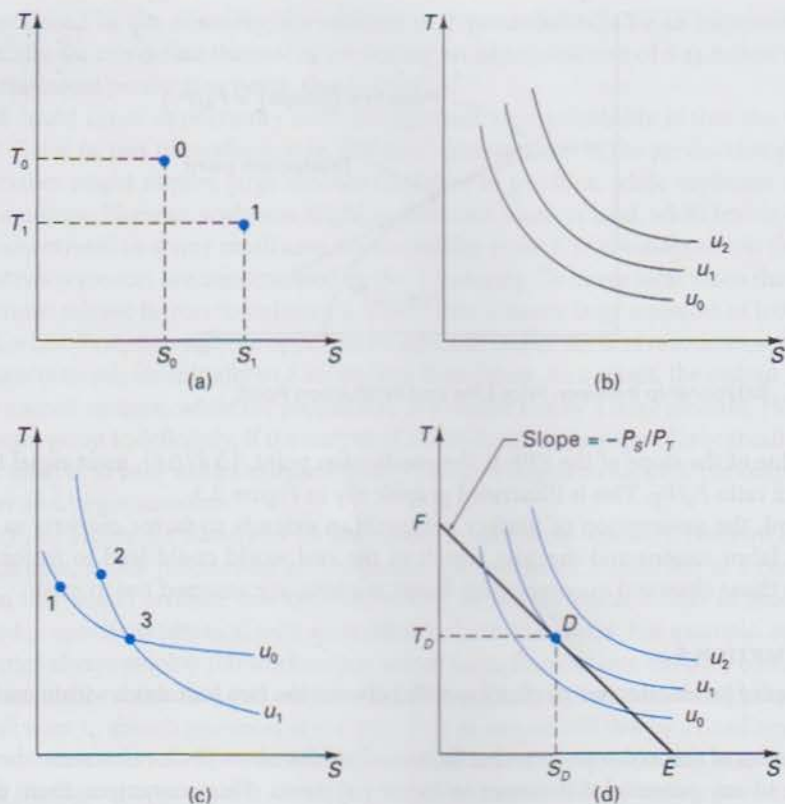 T
T₀
0
T₁
1
S₀
S₁
S
(a)
T
u₂
u₁
u₀
S
(b)
T
2
1
3
u₀
u₁
S
(c)
T
Slope = −P_S/P_T
F
D
T_D
u₂
u₁
u₀
S_D
E
S
(d)